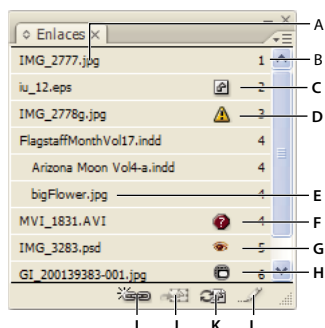 Enlaces
A
IMG_2777.jpg 1 B
iu_12.eps 2 C
IMG_2778g.jpg 3 D
FlagstaffMonthVol17.indd 4
Arizona Moon Vol4-a.indd 4
bigFlower.jpg 4 E
MVI_1831.AVI 4 F
IMG_3283.psd 5 G
GI_200139383-001.jpg 6 H
I J K L